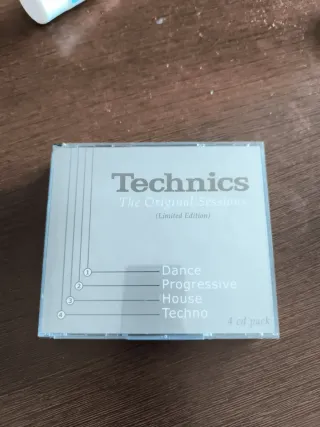 Technics
The Original Sessions
(Limited Edition)
1 Dance
2 Progressive
3 House
4 Techno
4 cd pack